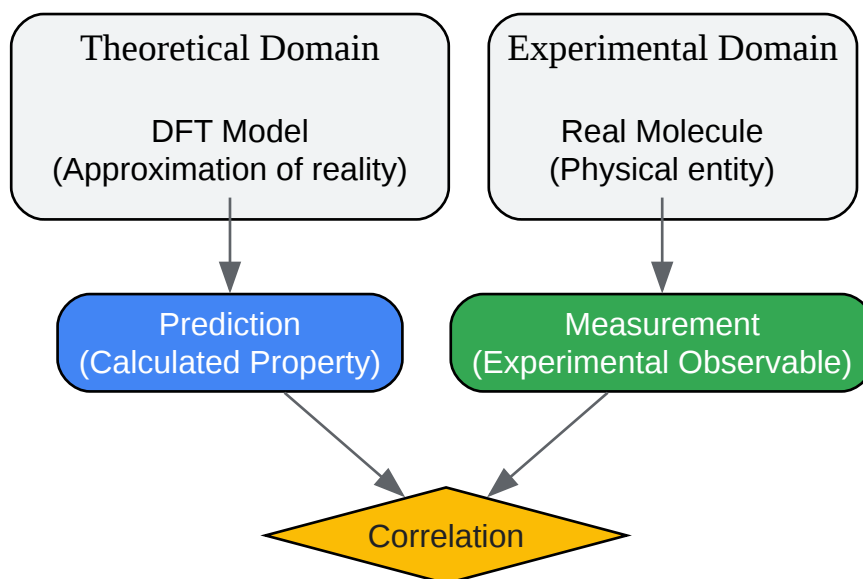 Theoretical Domain
DFT Model
(Approximation of reality)
Experimental Domain
Real Molecule
(Physical entity)
Prediction
(Calculated Property)
Measurement
(Experimental Observable)
Correlation